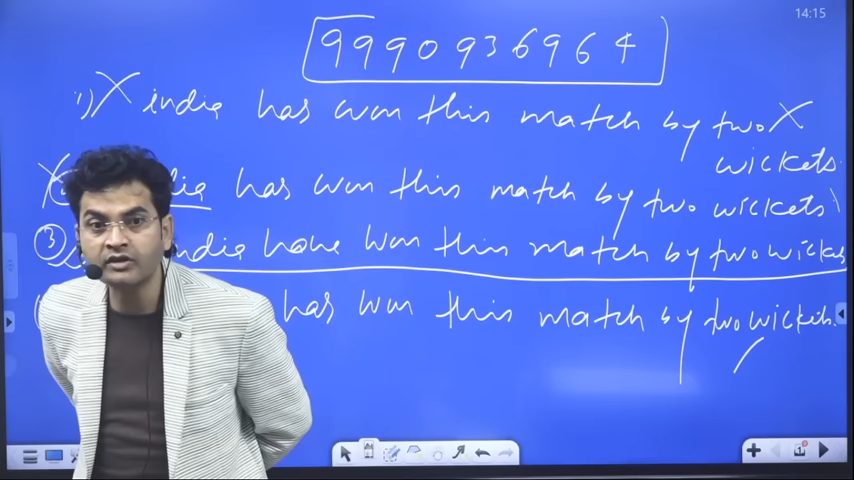 14:15
9990936964
1) india has won this match by two
wickets.
has won this match by two wickets
③ india have won this match by two wickets
has won this match by two wickets.